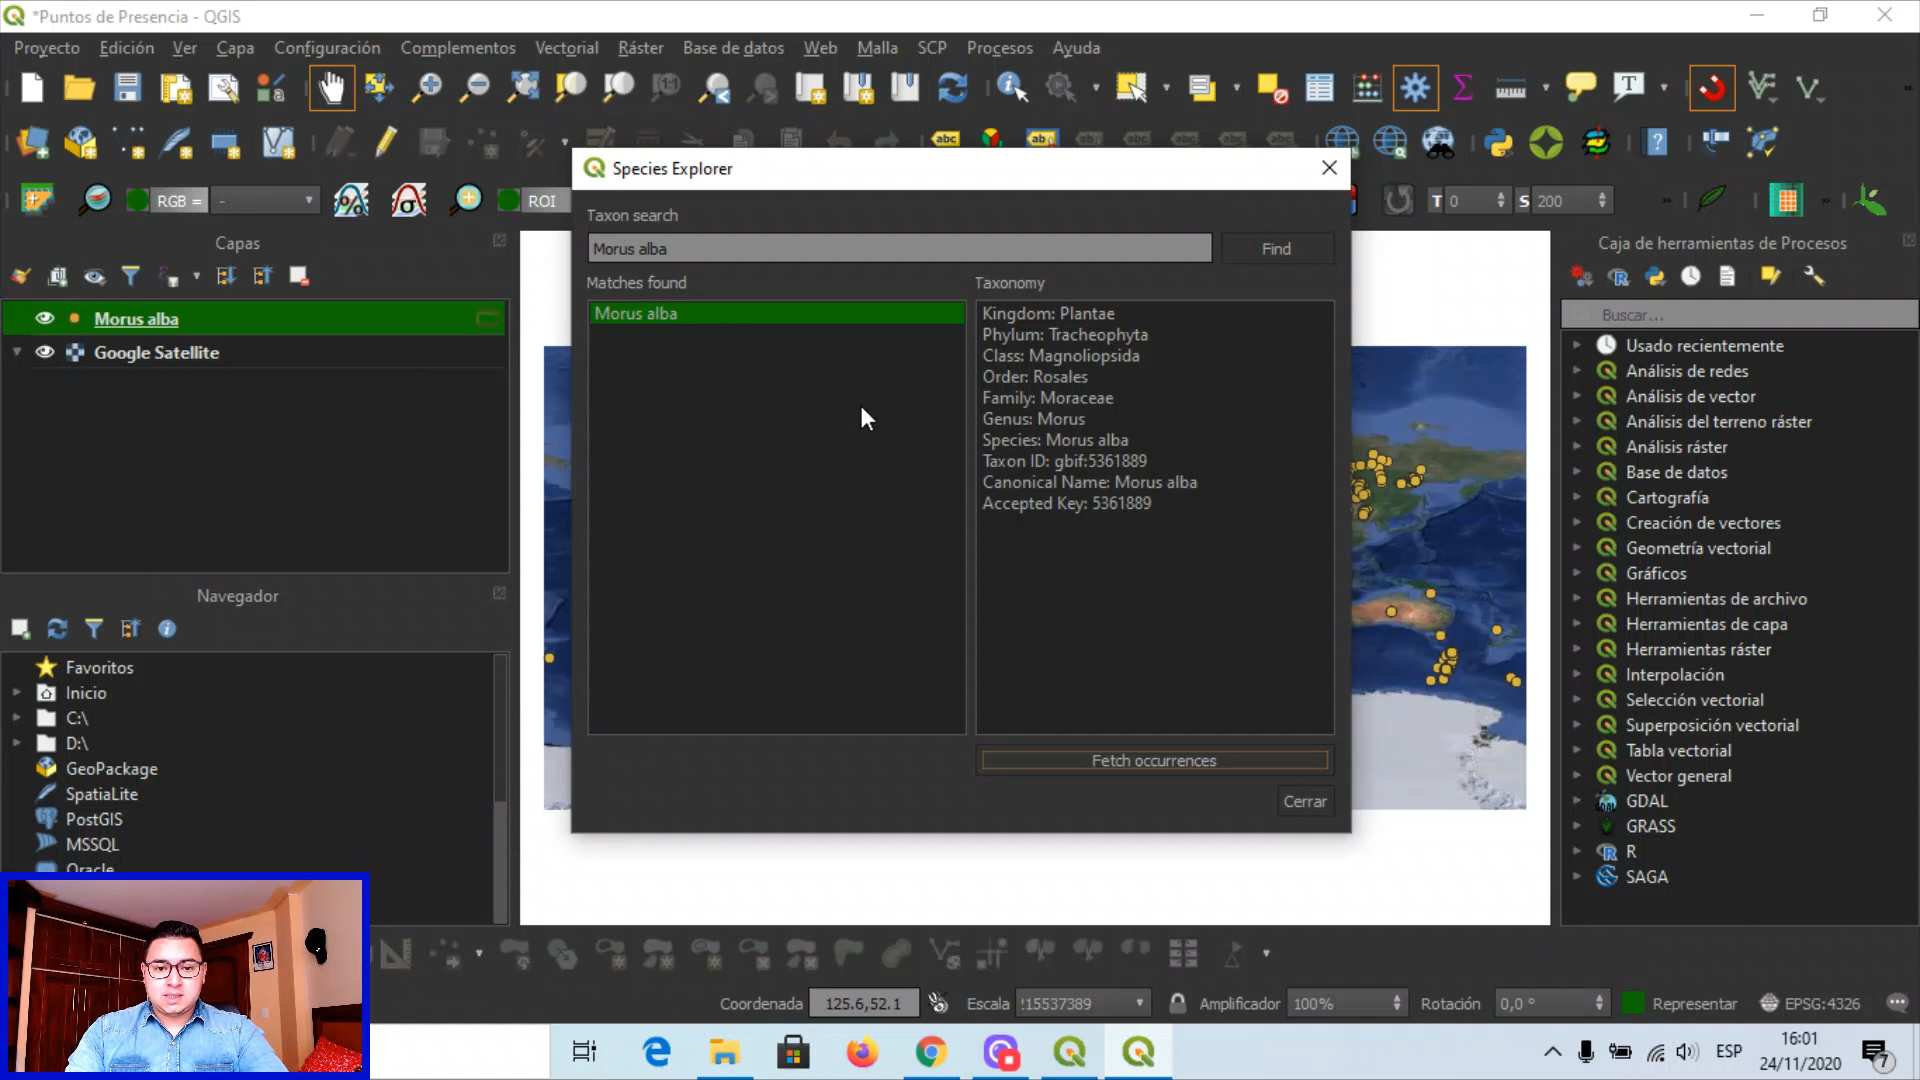 *Puntos de Presencia - QGIS
Proyecto Edición Ver Capa Configuración Complementos Vectorial Ráster Base de datos Web Malla SCP Procesos Ayuda
RGB = - ROI T 0 S 200
Species Explorer
Taxon search
Morus alba Find
Matches found Taxonomy
Morus alba
Kingdom: Plantae
Phylum: Tracheophyta
Class: Magnoliopsida
Order: Rosales
Family: Moraceae
Genus: Morus
Species: Morus alba
Taxon ID: gbif:5361889
Canonical Name: Morus alba
Accepted Key: 5361889
Fetch occurrences
Cerrar
Capas
Morus alba
Google Satellite
Navegador
Favoritos
Inicio
C:\
D:\
GeoPackage
SpatiaLite
PostGIS
MSSQL
Oracle
Caja de herramientas de Procesos
Buscar...
Usado recientemente
Análisis de redes
Análisis de vector
Análisis del terreno ráster
Análisis ráster
Base de datos
Cartografía
Creación de vectores
Geometría vectorial
Gráficos
Herramientas de archivo
Herramientas de capa
Herramientas ráster
Interpolación
Selección vectorial
Superposición vectorial
Tabla vectorial
Vector general
GDAL
GRASS
R
SAGA
Coordenada 125.6,52.1 Escala !15537389 Amplificador 100% Rotación 0,0 ° Representar EPSG:4326
ESP
16:01
24/11/2020
7